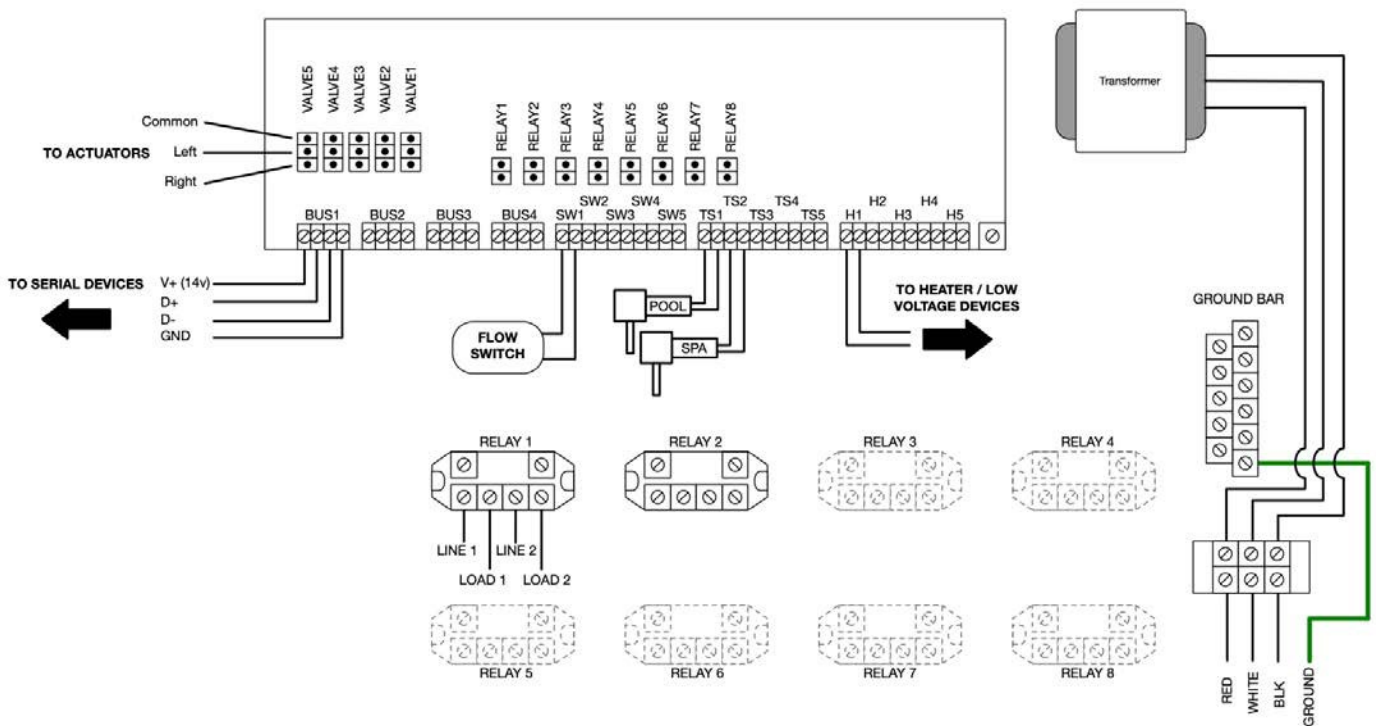 VALVE5
VALVE4
VALVE3
VALVE2
VALVE1
Common
TO ACTUATORS
Left
Right
RELAY1
RELAY2
RELAY3
RELAY4
RELAY5
RELAY6
RELAY7
RELAY8
Transformer
SW2 SW4 TS2 TS4 H2 H4
BUS1 BUS2 BUS3 BUS4 SW1 SW3 SW5 TS1 TS3 TS5 H1 H3 H5
TO SERIAL DEVICES
V+ (14v)
D+
D-
GND
FLOW
SWITCH
POOL
SPA
TO HEATER / LOW
VOLTAGE DEVICES
GROUND BAR
RELAY 1
RELAY 2
RELAY 3
RELAY 4
LINE 1
LINE 2
LOAD 1
LOAD 2
RELAY 5
RELAY 6
RELAY 7
RELAY 8
RED
WHITE
BLK
GROUND